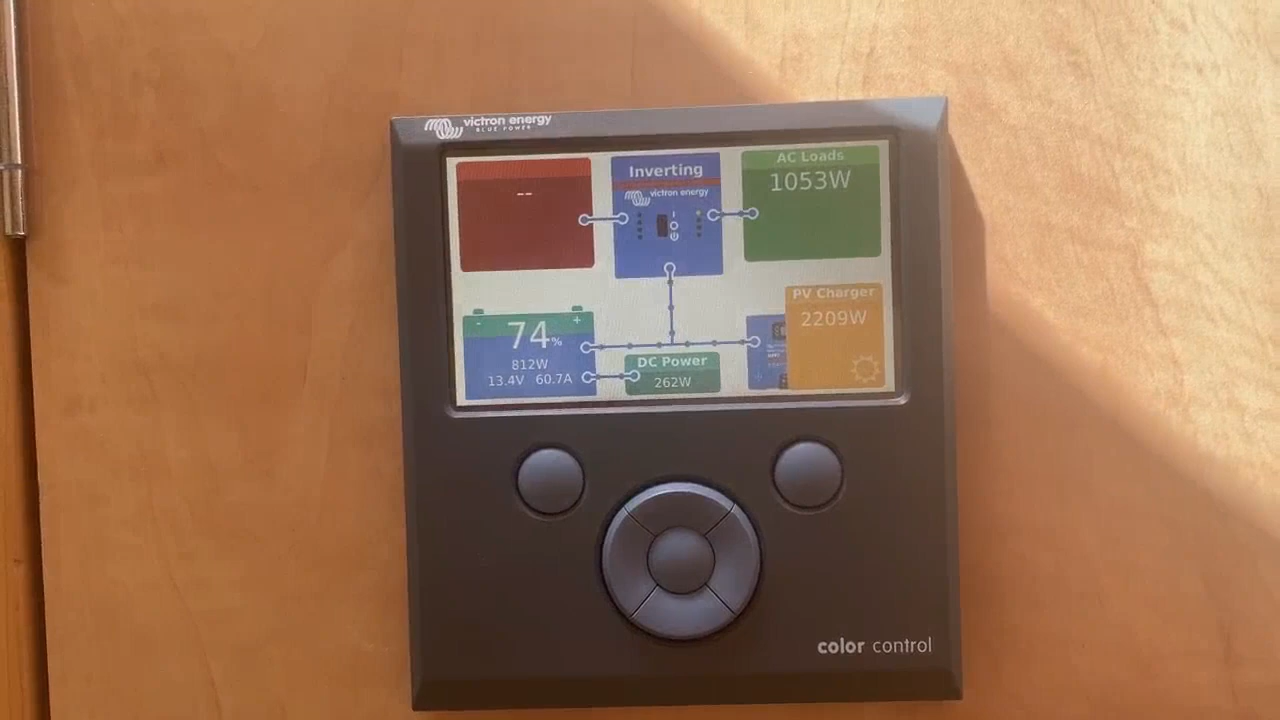 victron energy
BLUE POWER
--
Inverting
victron energy
AC Loads
1053W
74%
812W
13.4V 60.7A
DC Power
262W
PV Charger
2209W
color control